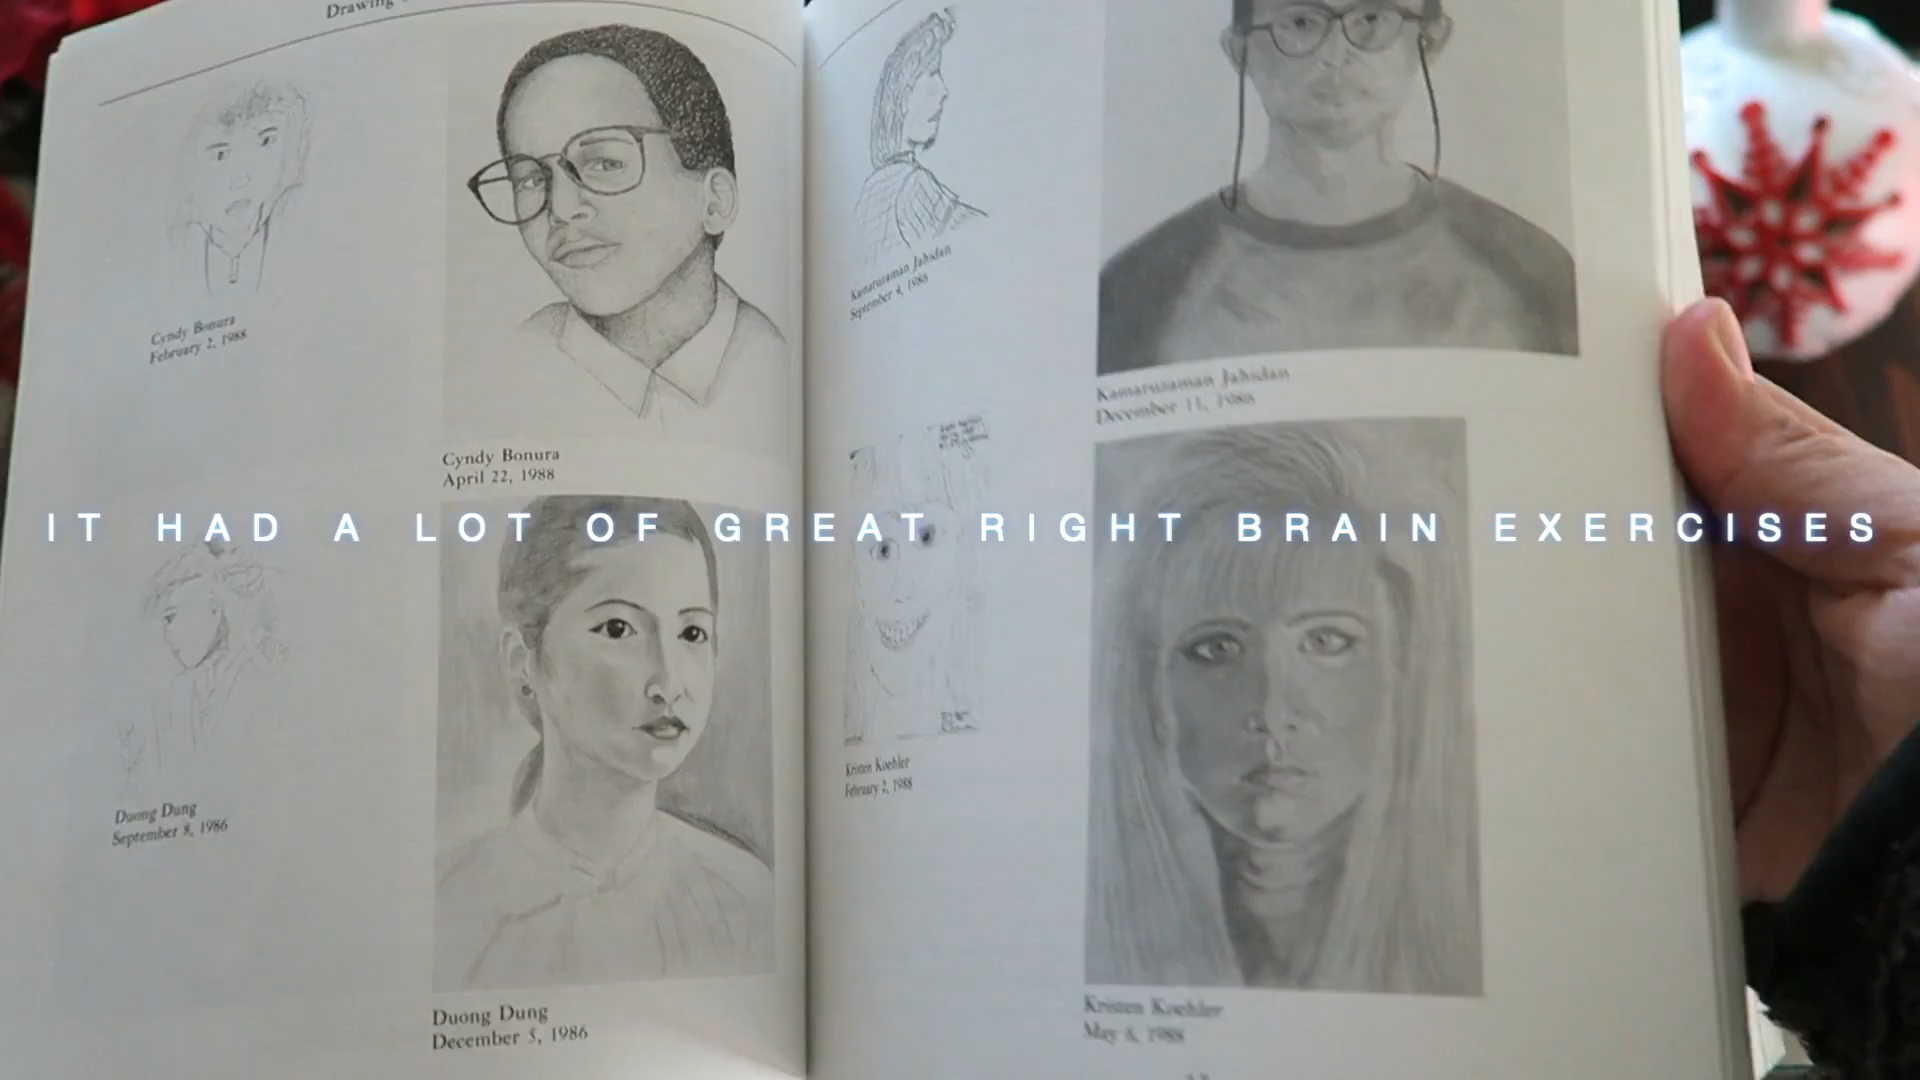 Drawing
Cyndy Bonura
February 2, 1988
Cyndy Bonura
April 22, 1988
Kamaruzaman Jahidan
September 4, 1988
Kamaruzaman Jahidan
December 11, 1988
IT HAD A LOT OF GREAT RIGHT BRAIN EXERCISES
Duong Dung
September 8, 1986
Duong Dung
December 5, 1986
Kristen Koehler
February 2, 1988
Kristen Koehler
May 6, 1988